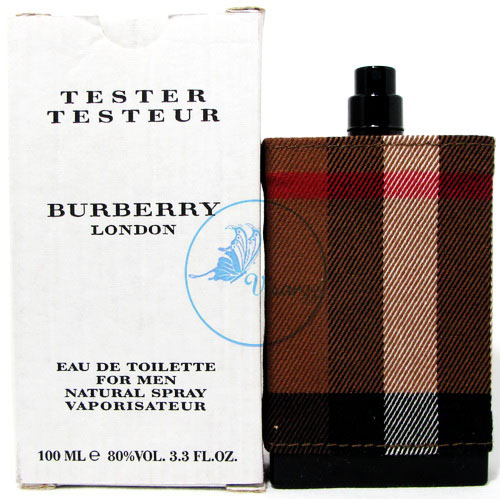 TESTER
TESTEUR
BURBERRY
LONDON
EAU DE TOILETTE
FOR MEN
NATURAL SPRAY
VAPORISATEUR
100 ML e 80%VOL. 3.3 FL.OZ.